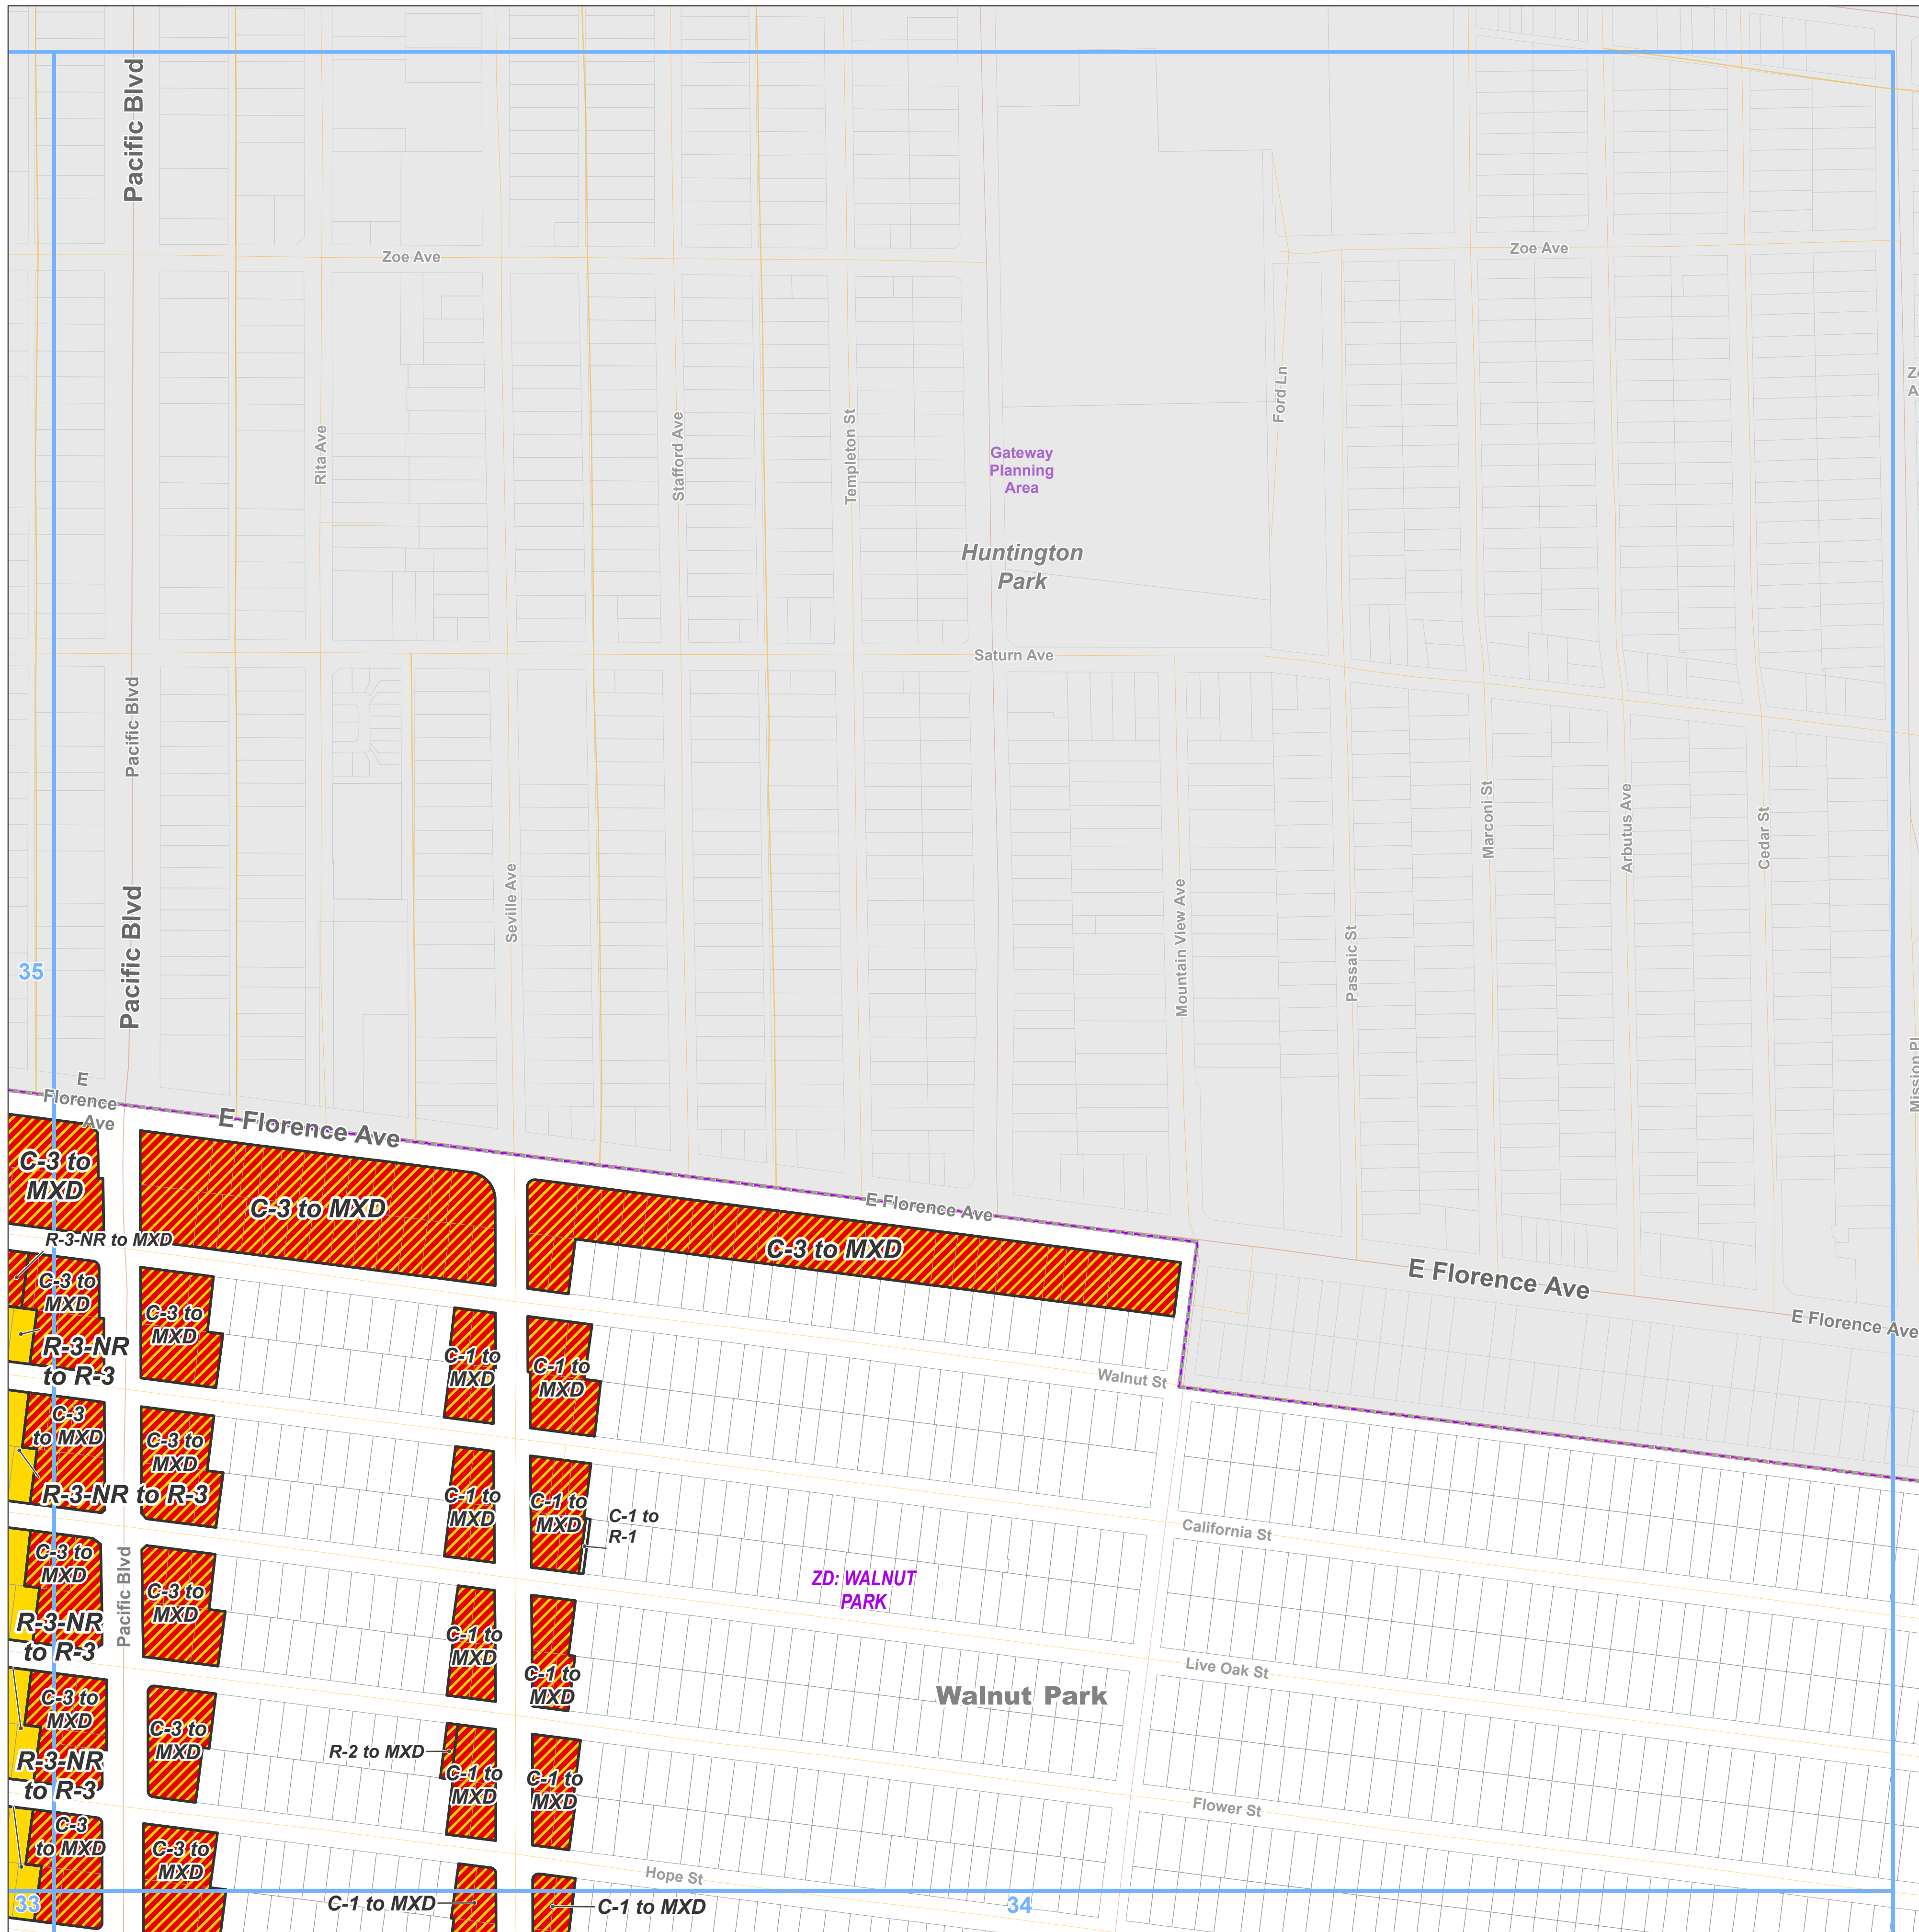 Pacific Blvd
Zoe Ave
Zoe Ave
Rita Ave
Stafford Ave
Templeton St
Ford Ln
Gateway
Planning
Area
Huntington
Park
Saturn Ave
Pacific Blvd
Seville Ave
Mountain View Ave
Passaic St
Marconi St
Arbutus Ave
Cedar St
Pacific Blvd
35
Mission Pl
E
Florence
Ave
E Florence Ave
E Florence Ave
E Florence Ave
E Florence Ave
C-3 to
MXD
C-3 to MXD
C-3 to MXD
R-3-NR to MXD
C-3 to
MXD
C-3 to
MXD
R-3-NR
to R-3
C-1 to
MXD
C-1 to
MXD
Walnut St
C-3
to MXD
C-3 to
MXD
R-3-NR to R-3
C-1 to
MXD
C-1 to
MXD
C-1 to
R-1
California St
C-3 to
MXD
C-3 to
MXD
Pacific Blvd
R-3-NR
to R-3
C-1 to
MXD
C-1 to
MXD
ZD: WALNUT
PARK
Live Oak St
Walnut Park
C-3 to
MXD
C-3 to
MXD
R-3-NR
to R-3
R-2 to MXD
C-1 to
MXD
C-1 to
MXD
Flower St
C-3
to MXD
C-3 to
MXD
Hope St
33
C-1 to MXD
C-1 to MXD
34